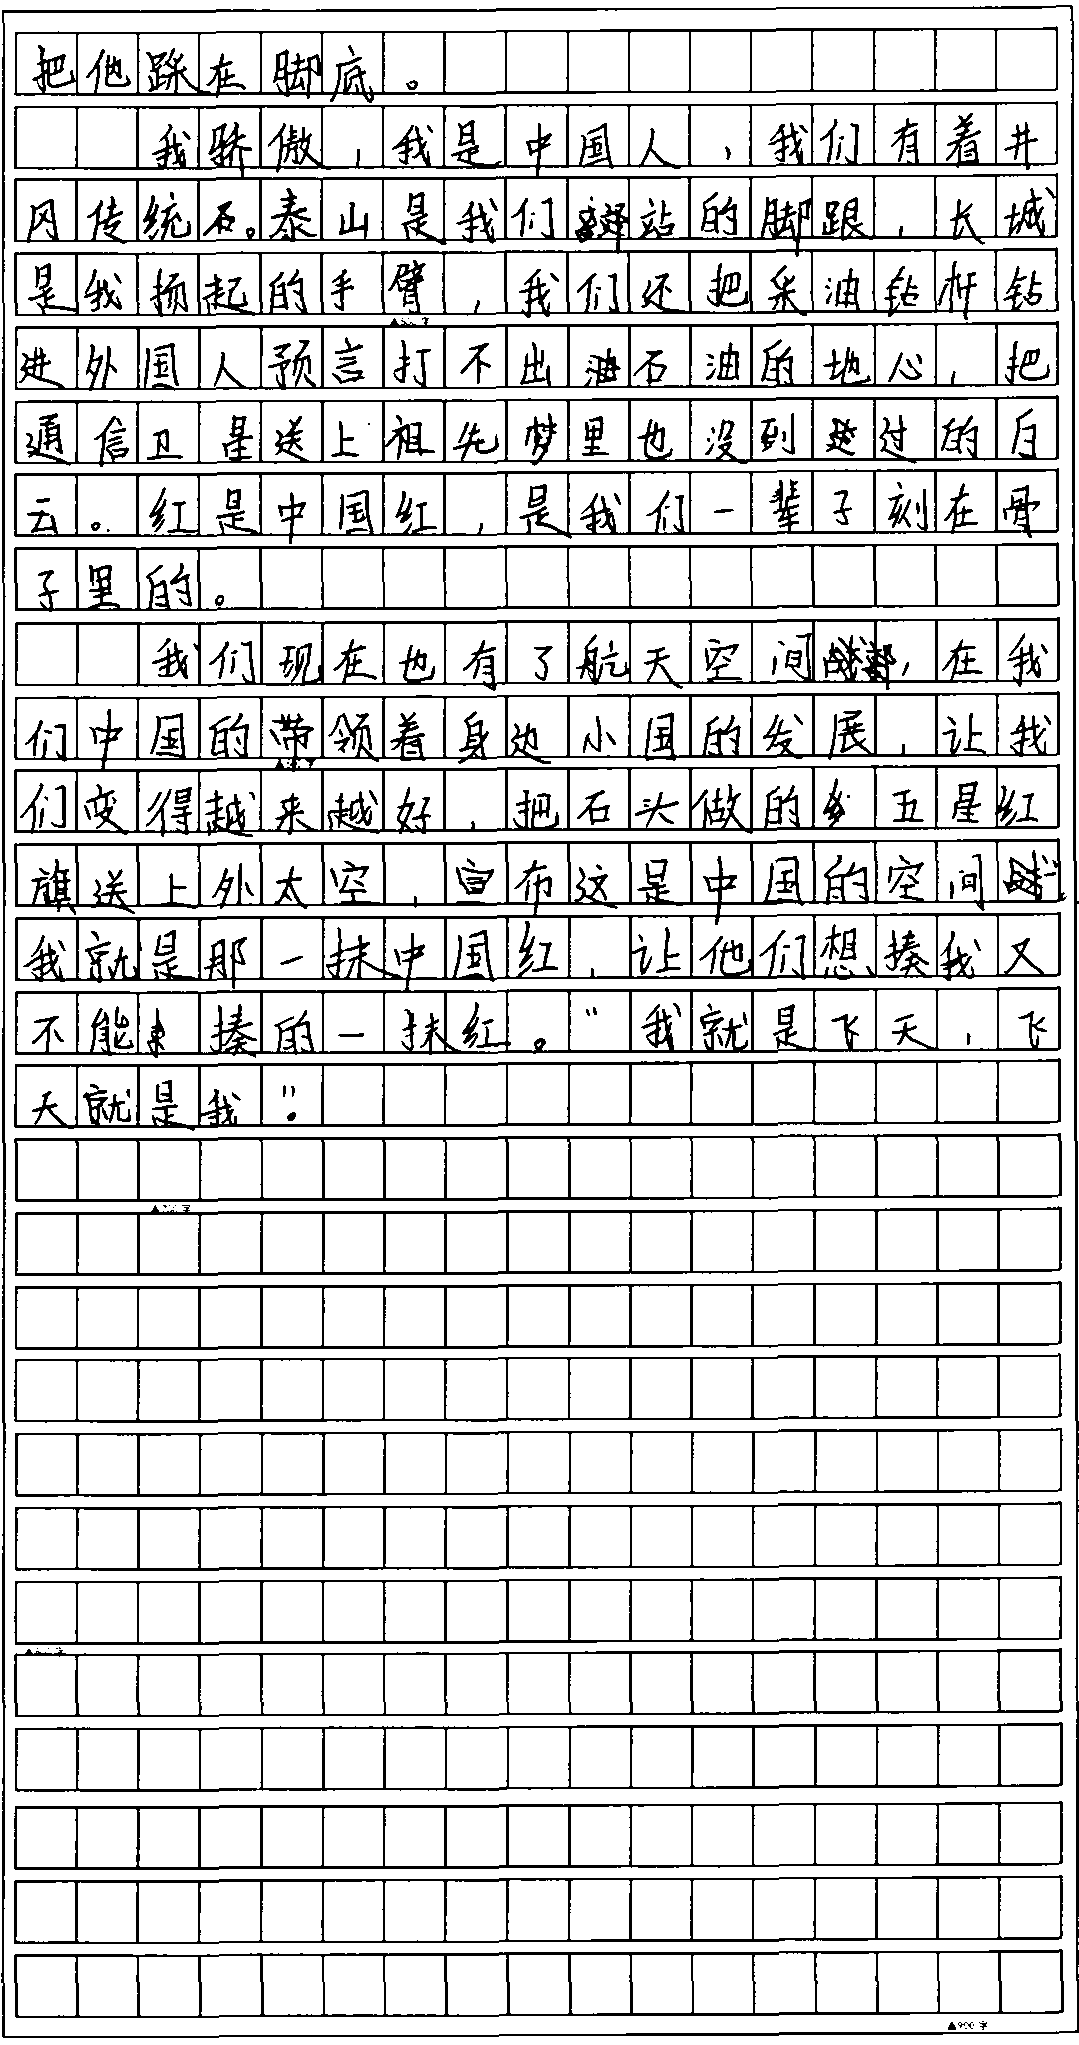 把他踩在脚底。
我骄傲，我是中国人，我们有着井
冈传统石。泰山是我们站的脚跟，长城
是我扬起的手臂，我们还把采油钻杆钻
进外国人预言打不出石油的地心，把
通信卫星送上祖先梦里也没到达过的白
云。红是中国红，是我们一辈子刻在骨
子里的。
我们现在也有了航天空间，在我
们中国的带领着身边小国的发展，让我
们变得越来越好，把石头做的五星红
旗送上外太空，宣布这是中国的空间
我就是那一抹中国红，让他们想揍我又
不能揍的一抹红。“我就是飞天，飞
天就是我”。
▲900字